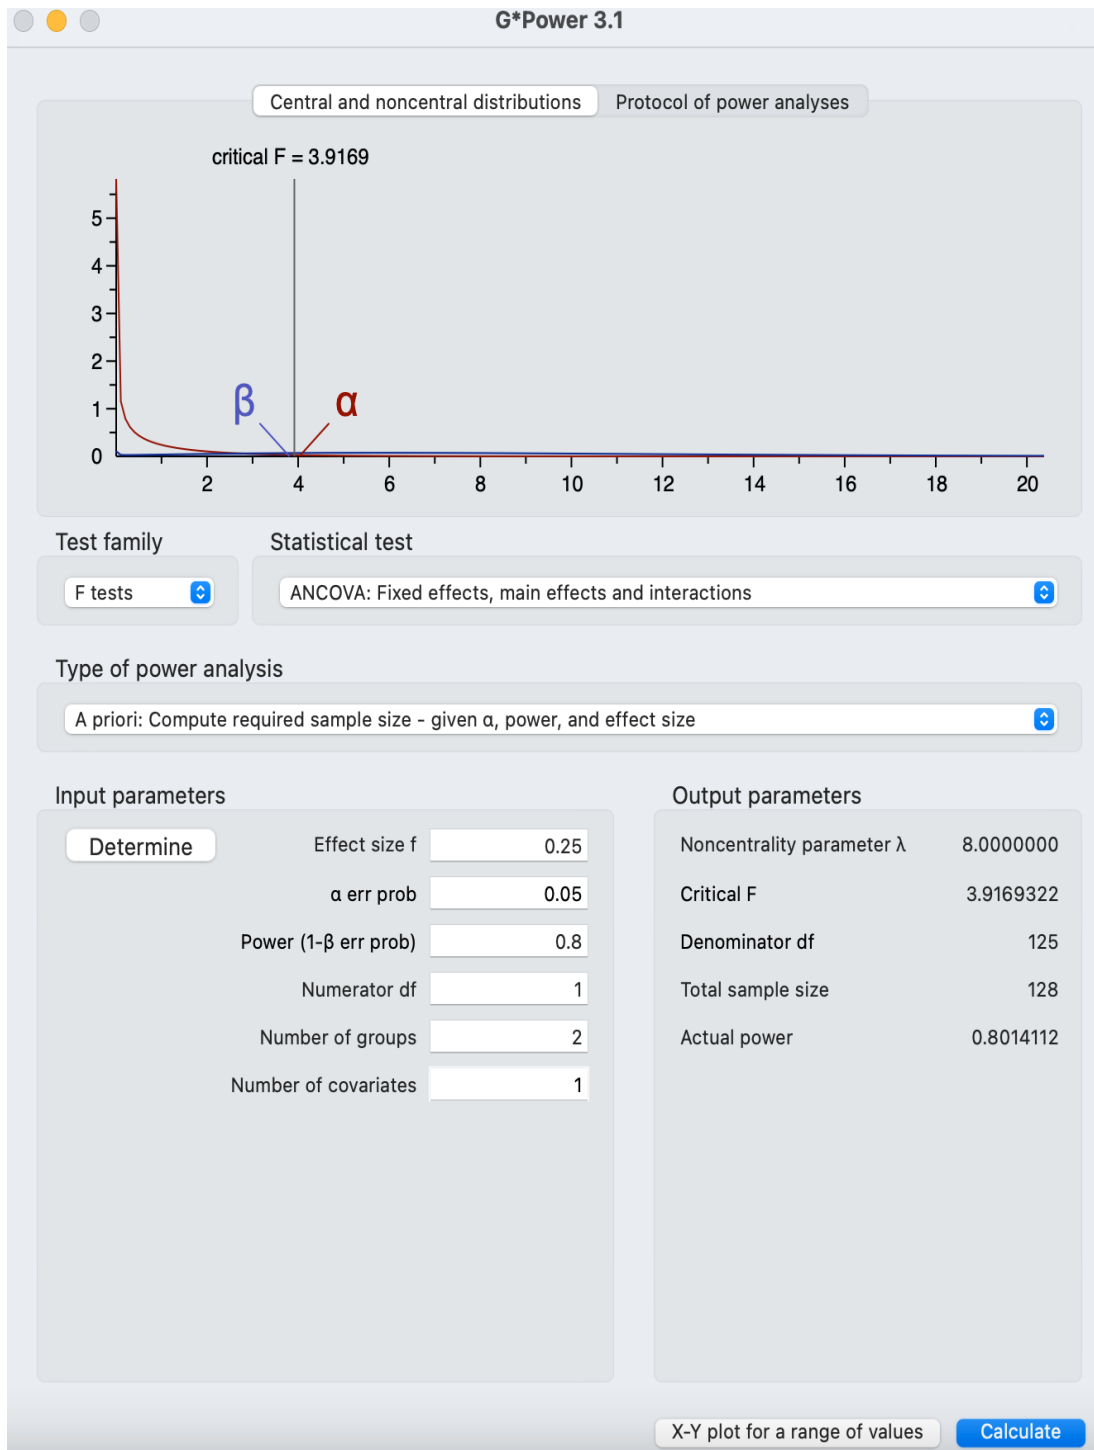 G*Power 3.1
Central and noncentral distributions
Protocol of power analyses
critical F = 3.9169
5
4
3
2
1
0
β
α
2 4 6 8 10 12 14 16 18 20
Test family
Statistical test
F tests
ANCOVA: Fixed effects, main effects and interactions
Type of power analysis
A priori: Compute required sample size - given α, power, and effect size
Input parameters
Determine
Effect size f 0.25
α err prob 0.05
Power (1-β err prob) 0.8
Numerator df 1
Number of groups 2
Number of covariates 1
Output parameters
Noncentrality parameter λ 8.0000000
Critical F 3.9169322
Denominator df 125
Total sample size 128
Actual power 0.8014112
X-Y plot for a range of values
Calculate